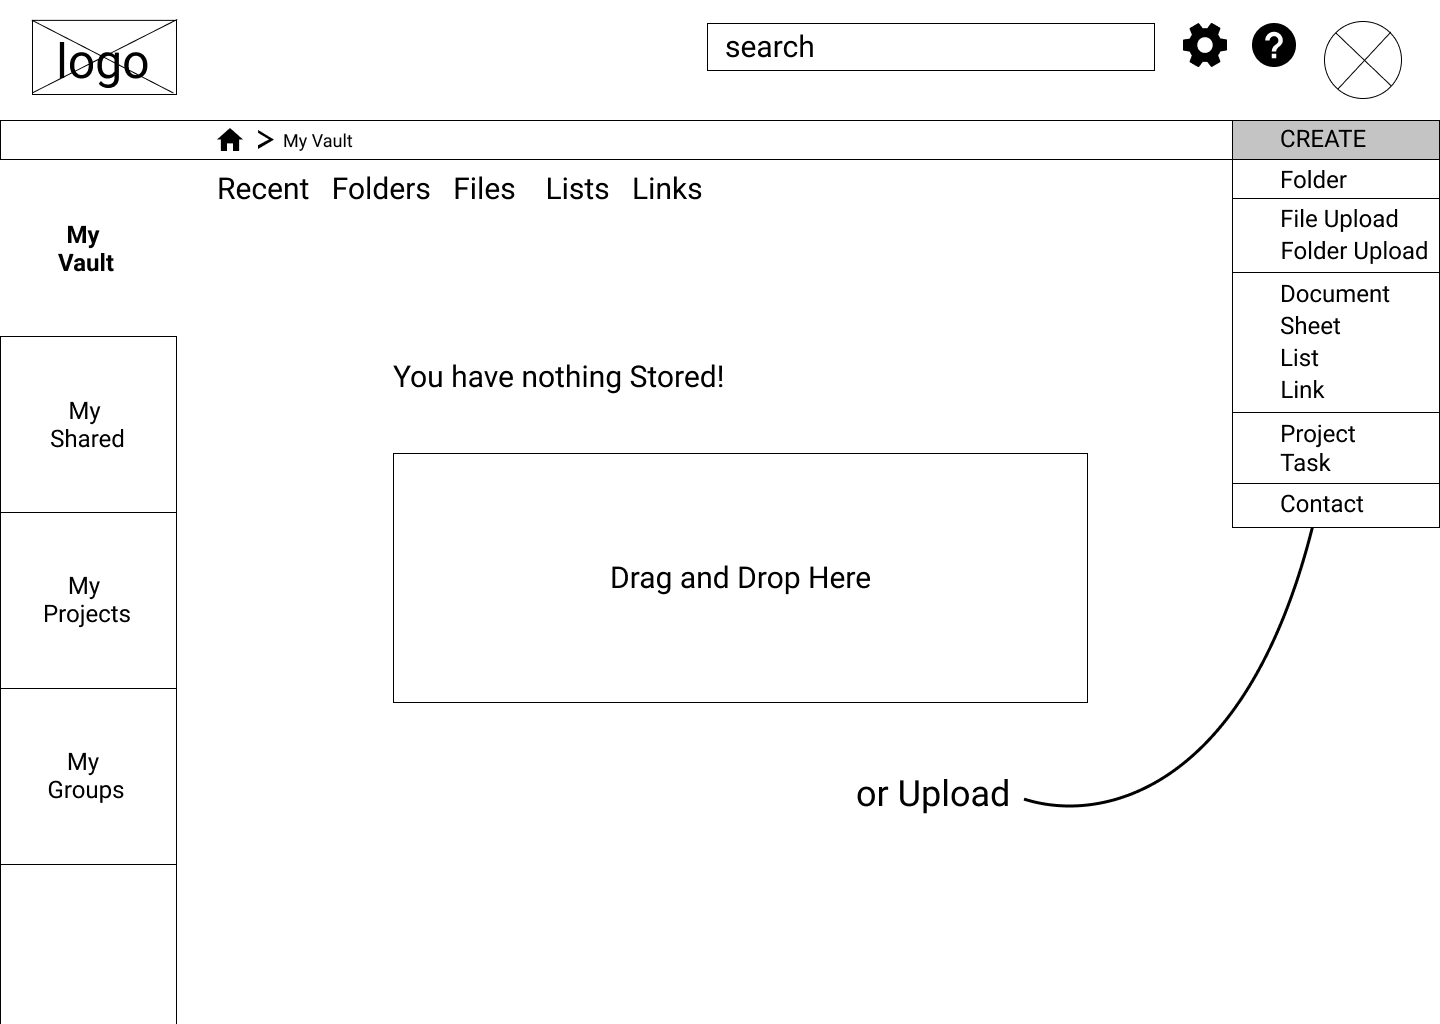 logo
search
?
My Vault
CREATE
Recent Folders Files Lists Links
Folder
File Upload
Folder Upload
Document
Sheet
List
Link
Project
Task
Contact
My
Vault
My
Shared
My
Projects
My
Groups
You have nothing Stored!
Drag and Drop Here
or Upload